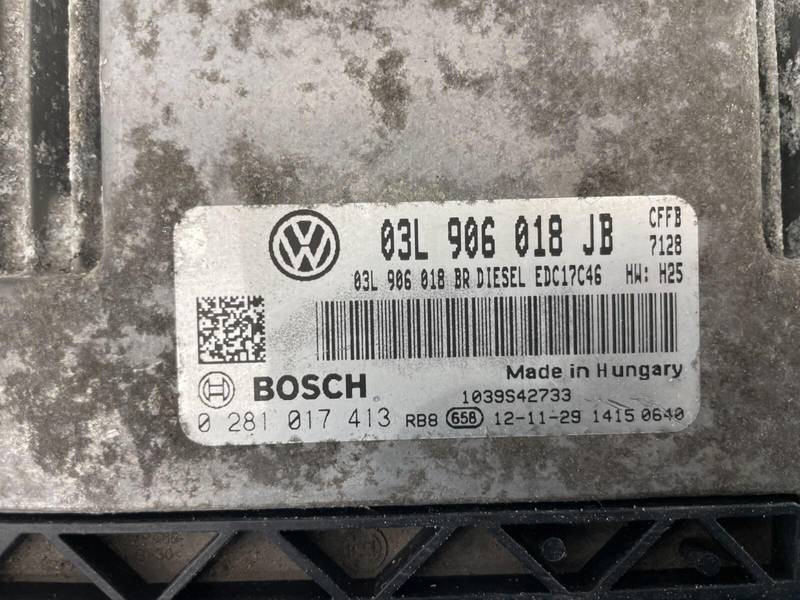 03L 906 018 JB CFFB
7128
03L 906 018 BR DIESEL EDC17C46 HW: H25
Made in Hungary
BOSCH 1039S42733
0 281 017 413 RB8 658 12-11-29 1415 0640